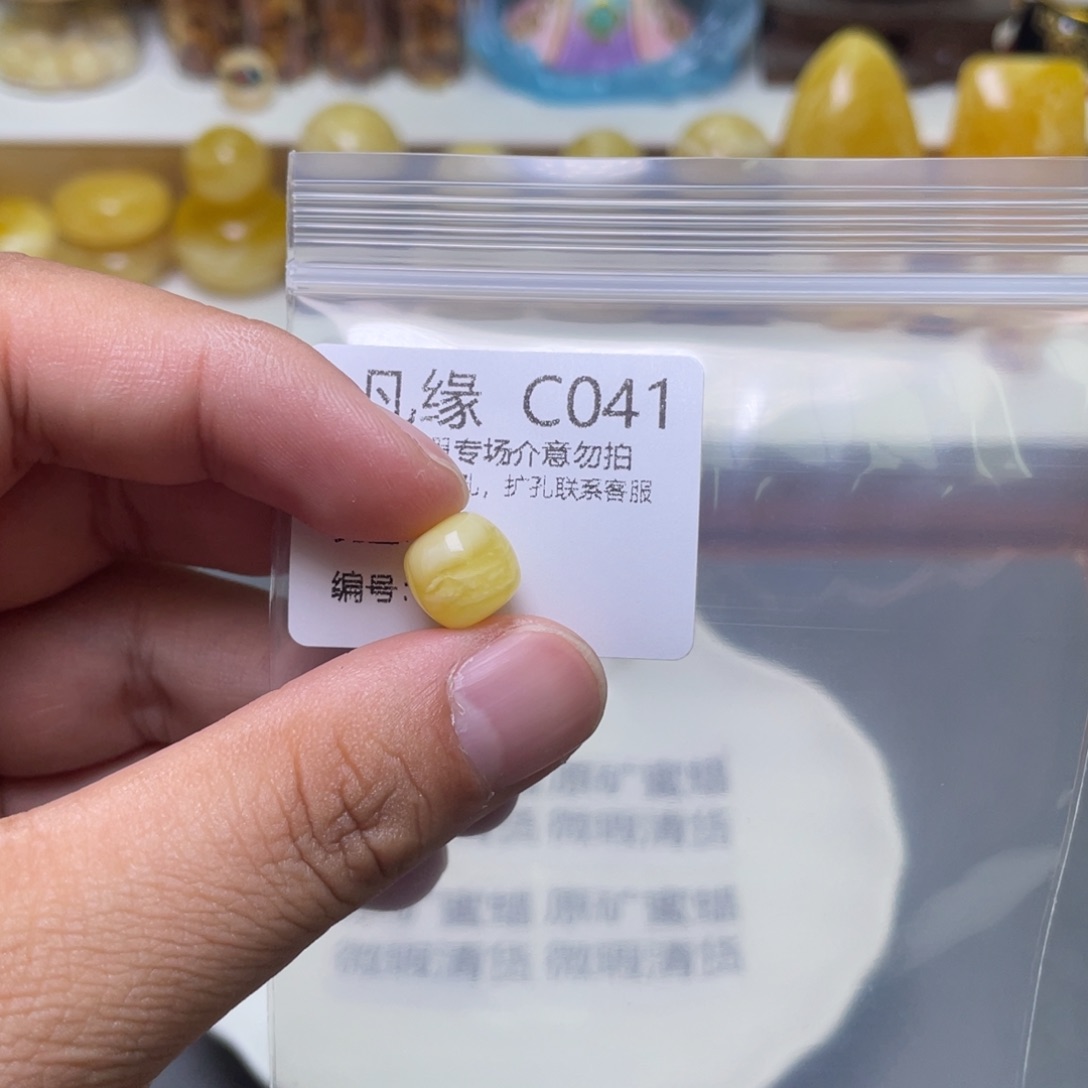 凡缘 C041
专场介意勿拍
孔，扩孔联系客服
编号:
原矿蜜蜡
微瑕清货
蜜蜡 原矿蜜蜡
微瑕清货 微瑕清货